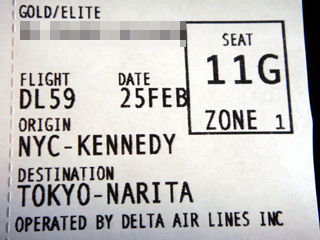 GOLD/ELITE
SEAT
11G
ZONE 1
FLIGHT DATE
DL59 25FEB
ORIGIN
NYC-KENNEDY
DESTINATION
TOKYO-NARITA
OPERATED BY DELTA AIR LINES INC